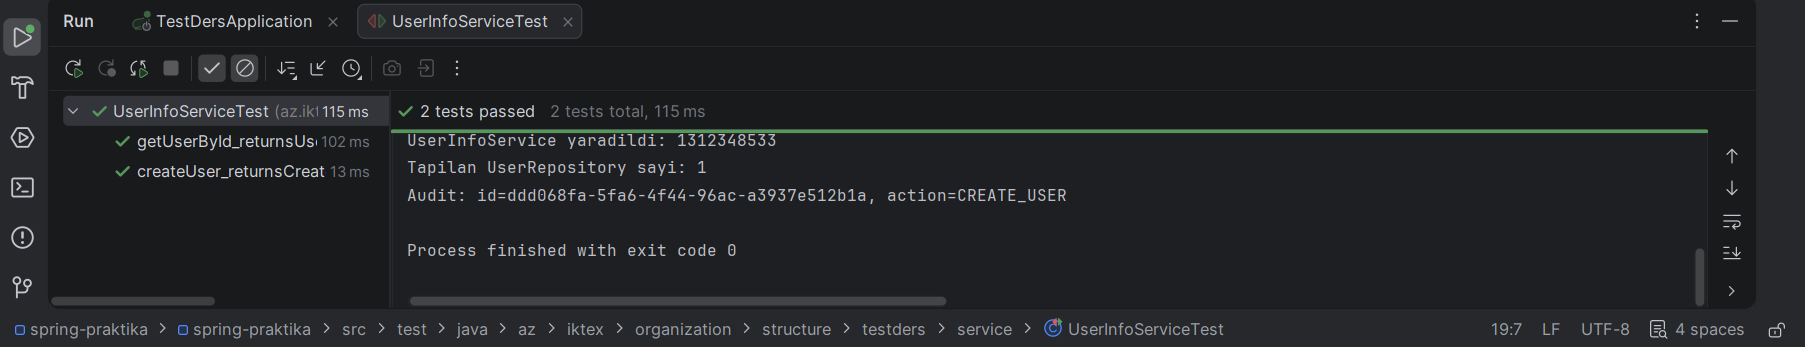 Run TestDersApplication UserInfoServiceTest
UserInfoServiceTest (az.ikt 115 ms
getUserById_returnsUse 102 ms
createUser_returnsCreat 13 ms
2 tests passed 2 tests total, 115 ms
UserInfoService yaradildi: 1312348533
Tapilan UserRepository sayi: 1
Audit: id=ddd068fa-5fa6-4f44-96ac-a3937e512b1a, action=CREATE_USER
Process finished with exit code 0
spring-praktika > spring-praktika > src > test > java > az > iktex > organization > structure > testders > service > UserInfoServiceTest 19:7 LF UTF-8 4 spaces